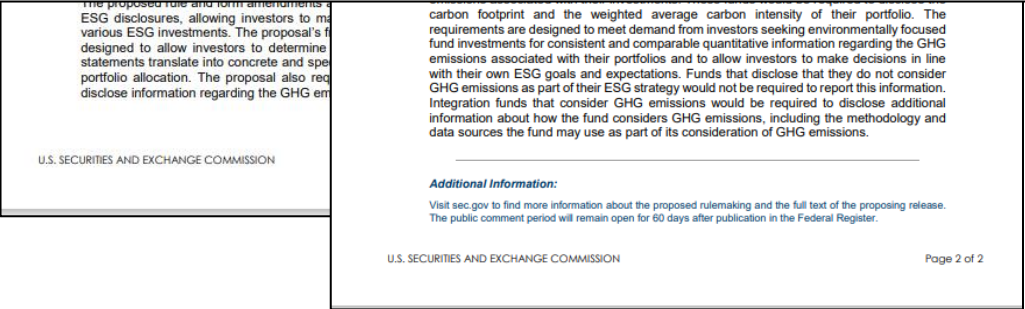 The proposed rule and form amendments a
ESG disclosures, allowing investors to ma
various ESG investments. The proposal's fi
designed to allow investors to determine
statements translate into concrete and spe
portfolio allocation. The proposal also req
disclose information regarding the GHG em
U.S. SECURITIES AND EXCHANGE COMMISSION
carbon footprint and the weighted average carbon intensity of their portfolio. The
requirements are designed to meet demand from investors seeking environmentally focused
fund investments for consistent and comparable quantitative information regarding the GHG
emissions associated with their portfolios and to allow investors to make decisions in line
with their own ESG goals and expectations. Funds that disclose that they do not consider
GHG emissions as part of their ESG strategy would not be required to report this information.
Integration funds that consider GHG emissions would be required to disclose additional
information about how the fund considers GHG emissions, including the methodology and
data sources the fund may use as part of its consideration of GHG emissions.
Additional Information:
Visit sec.gov to find more information about the proposed rulemaking and the full text of the proposing release.
The public comment period will remain open for 60 days after publication in the Federal Register.
U.S. SECURITIES AND EXCHANGE COMMISSION Page 2 of 2